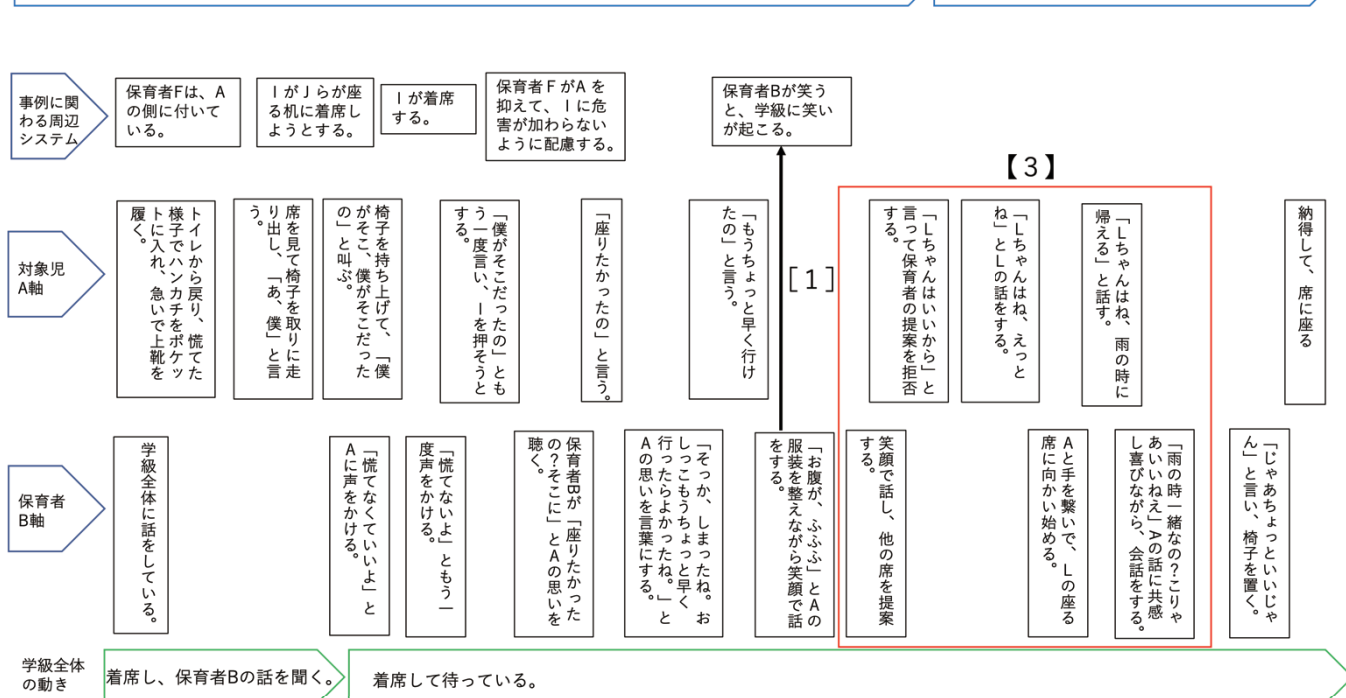 事例に関
わる周辺
システム
保育者Fは、A
の側に付いて
いる。
IがJらが座
る机に着席し
ようとする。
Iが着席
する。
保育者FがAを
抑えて、Iに危
害が加わらない
ように配慮する。
保育者Bが笑う
と、学級に笑い
が起こる。
【3】
対象児
A軸
トイレから戻り、慌てた
様子でハンカチをポケッ
トに入れ、急いで上靴を
履く。
席を見て椅子を取りに走
り出し、「あ、僕」と言
う。
椅子を持ち上げて、「僕
がそこ、僕がそこだった
の」と叫ぶ。
「僕がそこだったの」とも
う一度言い、Iを押そうと
する。
「座りたかったの」と言う。
「もうちょっと早く行け
たの」と言う。
[1]
「Lちゃんはいいから」と
言って保育者の提案を拒否
する。
「Lちゃんはね、えっと
ね」とLの話をする。
「Lちゃんはね、雨の時に
帰える」と話す。
納得して、席に座る
保育者
B軸
学級全体に話をしている。
「慌てなくていいよ」と
Aに声をかける。
「慌てないよ」ともう一
度声をかける。
保育者Bが「座りたかった
の？そこに」とAの思いを
聴く。
「そっか、しまったね。お
しっこもうちょっと早く
行ったらよかったね。」と
Aの思いを言葉にする。
「お腹が、ふふふ」とAの
服装を整えながら笑顔で話
をする。
笑顔で話し、他の席を提案
する。
Aと手を繋いで、Lの座る
席に向かい始める。
「雨の時一緒なの？こりゃ
あいいねえ」Aの話に共感
し喜びながら、会話をする。
「じゃあちょっといいじゃ
ん」と言い、椅子を置く。
学級全体
の動き
着席し、保育者Bの話を聞く。
着席して待っている。